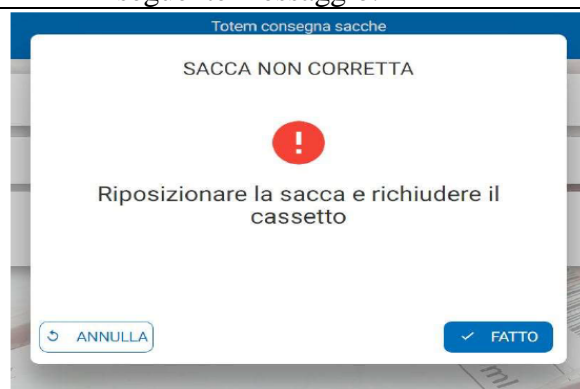 Totem consegna sacche
SACCA NON CORRETTA
!
Riposizionare la sacca e richiudere il
cassetto
ANNULLA
FATTO